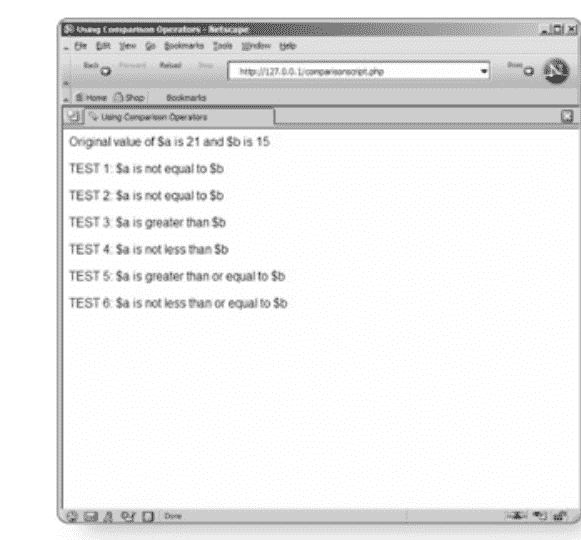 Using Comparison Operators - Netscape
File Edit View Go Bookmarks Tools Window Help
Back Forward Reload Stop http://127.0.0.1/comparisonscript.php Print
Home Shop Bookmarks
Using Comparison Operators
Original value of $a is 21 and $b is 15
TEST 1: $a is not equal to $b
TEST 2: $a is not equal to $b
TEST 3: $a is greater than $b
TEST 4: $a is not less than $b
TEST 5: $a is greater than or equal to $b
TEST 6: $a is not less than or equal to $b
Done